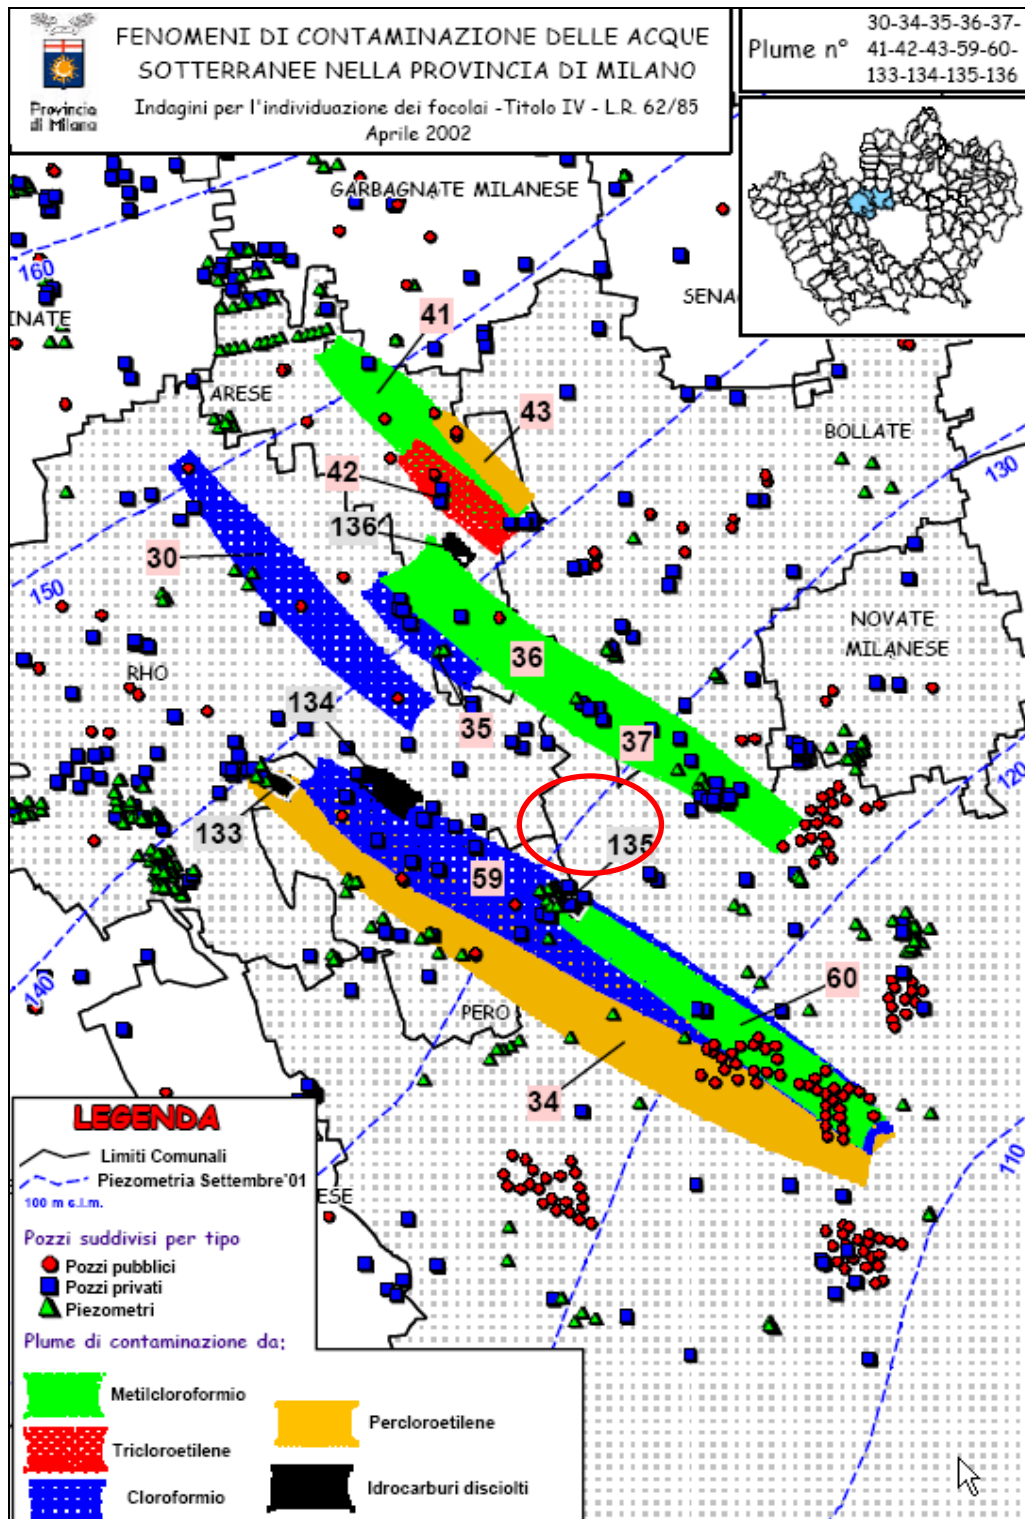 FENOMENI DI CONTAMINAZIONE DELLE ACQUE
SOTTERRANEE NELLA PROVINCIA DI MILANO
Indagini per l'individuazione dei focolai -Titolo IV - L.R. 62/85
Aprile 2002
Provincia
di Milano
Plume n°
30-34-35-36-37-
41-42-43-59-60-
133-134-135-136
GARBAGNATE MILANESE
160
SENA
INATE
41
ARESE
43
BOLLATE
42
130
136
30
150
NOVATE
MILANESE
36
RHO
134
35
37
120
133
135
59
140
60
PERO
34
110
ESE
LEGENDA
Limiti Comunali
Piezometria Settembre'01
100 m s.l.m.
Pozzi suddivisi per tipo
Pozzi pubblici
Pozzi privati
Piezometri
Plume di contaminazione da:
Metilcloroformio
Percloroetilene
Tricloroetilene
Idrocarburi disciolti
Cloroformio